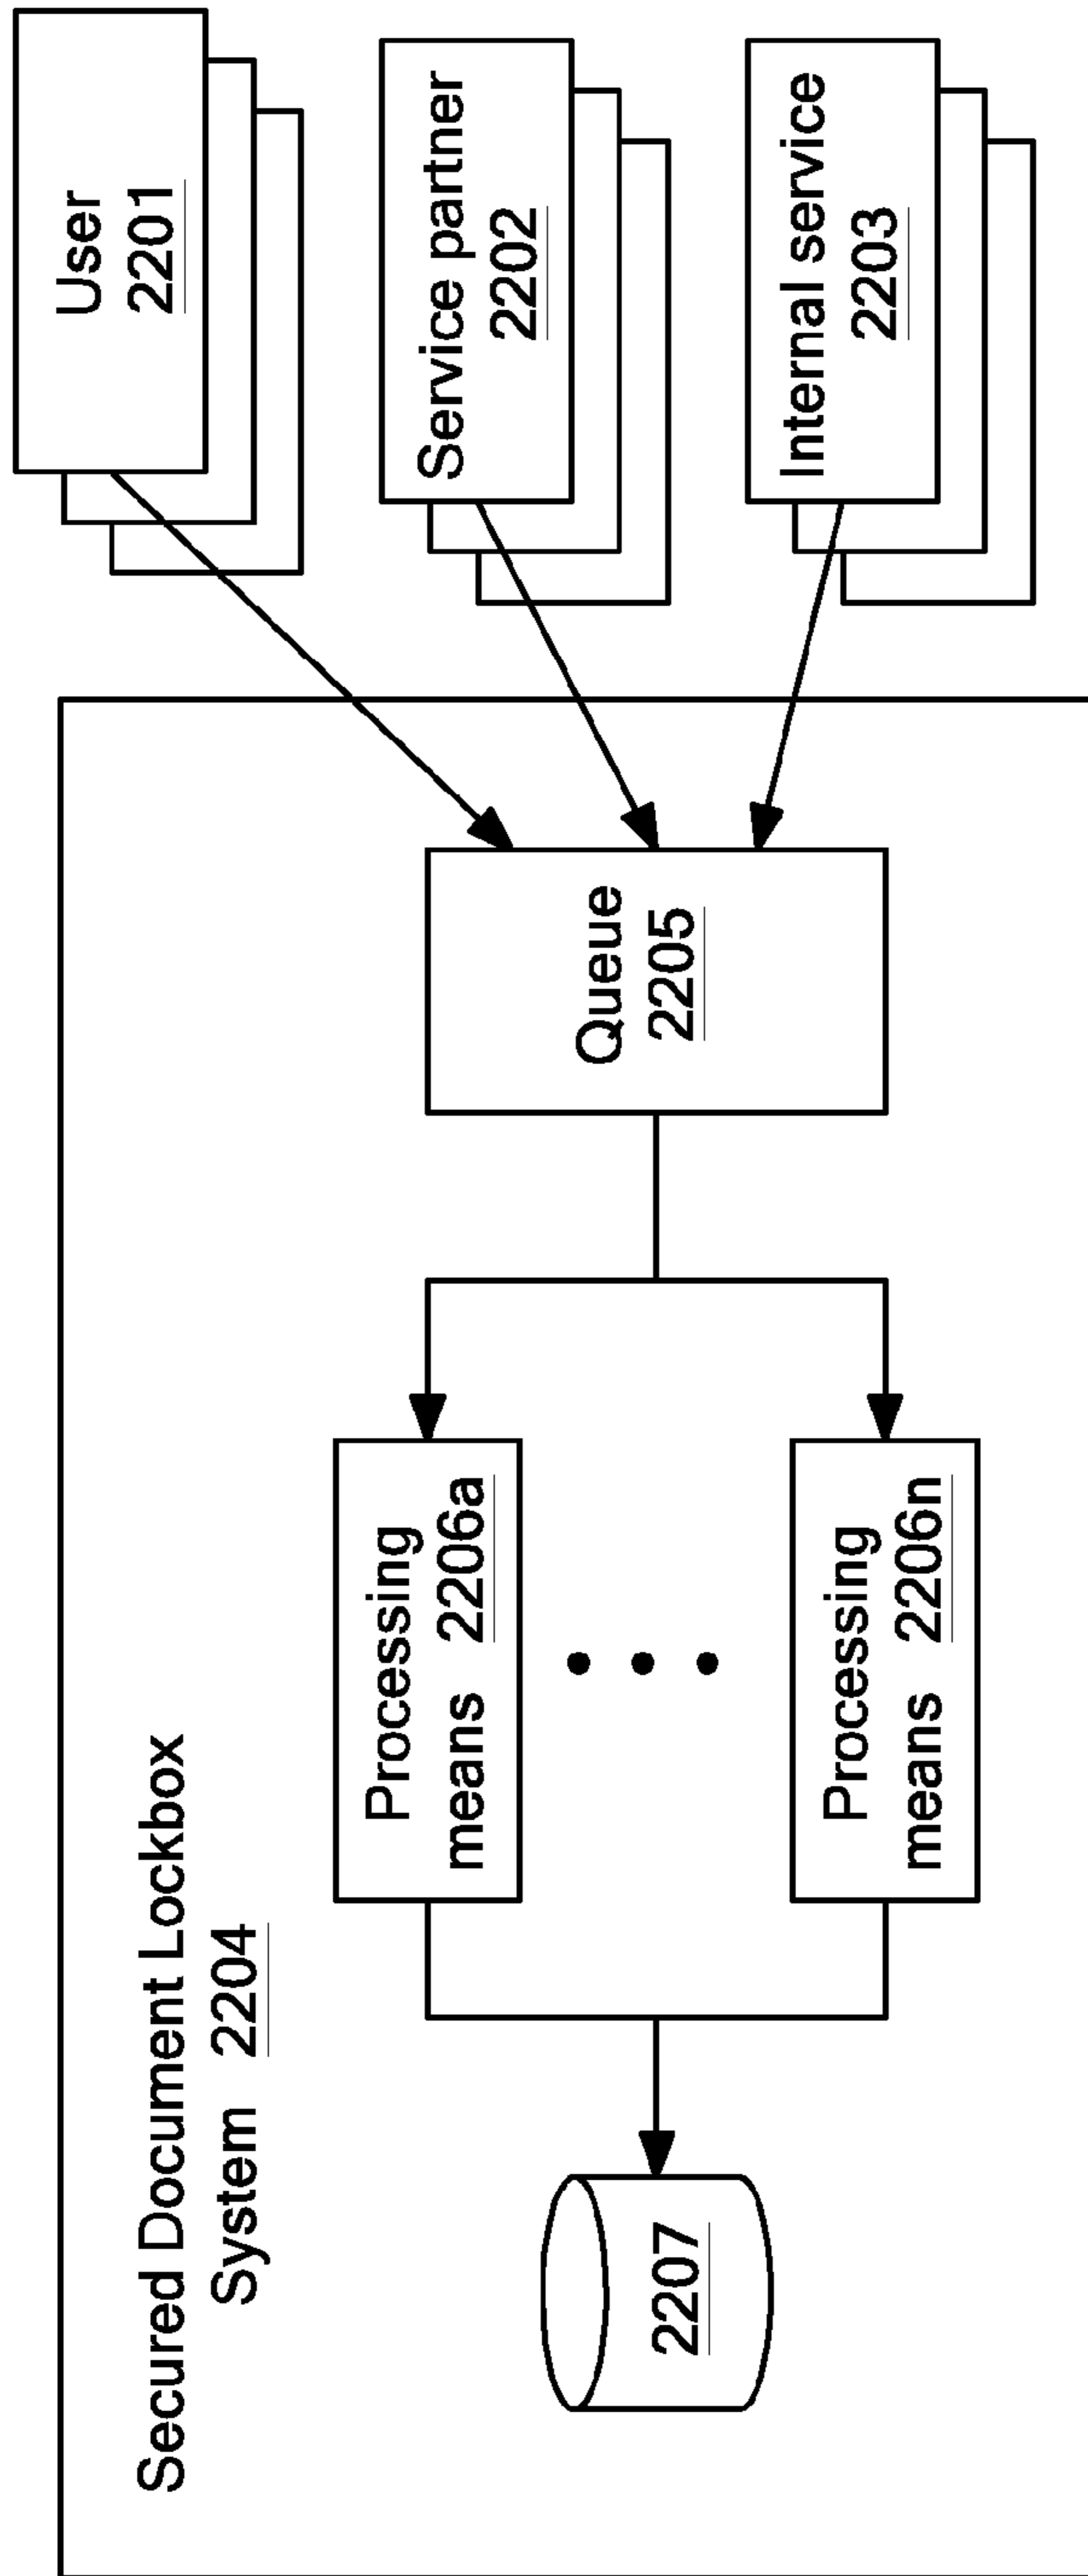 Secured Document Lockbox
System 2204
2207
Processing
means 2206a
Processing
means 2206n
Queue
2205
User
2201
Service partner
2202
Internal service
2203